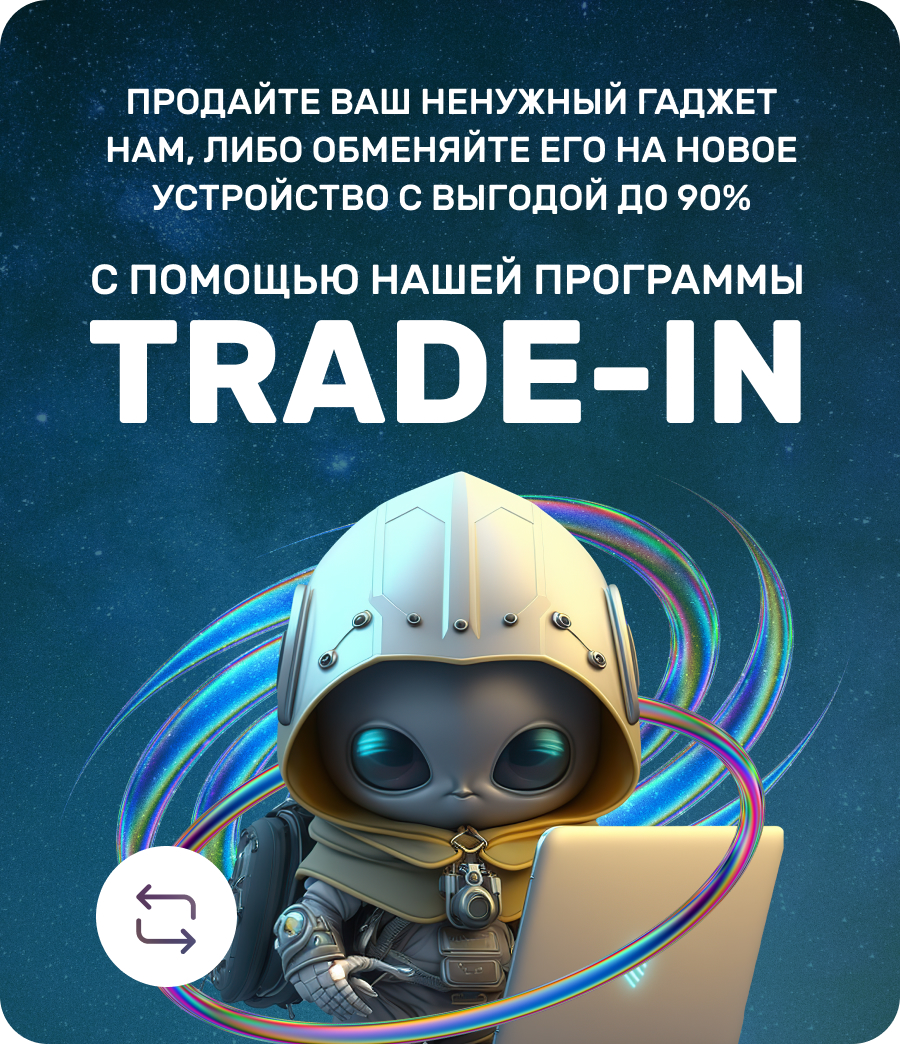 ПРОДАЙТЕ ВАШ НЕНУЖНЫЙ ГАДЖЕТ
НАМ, ЛИБО ОБМЕНЯЙТЕ ЕГО НА НОВОЕ
УСТРОЙСТВО С ВЫГОДОЙ ДО 90%
С ПОМОЩЬЮ НАШЕЙ ПРОГРАММЫ
TRADE-IN